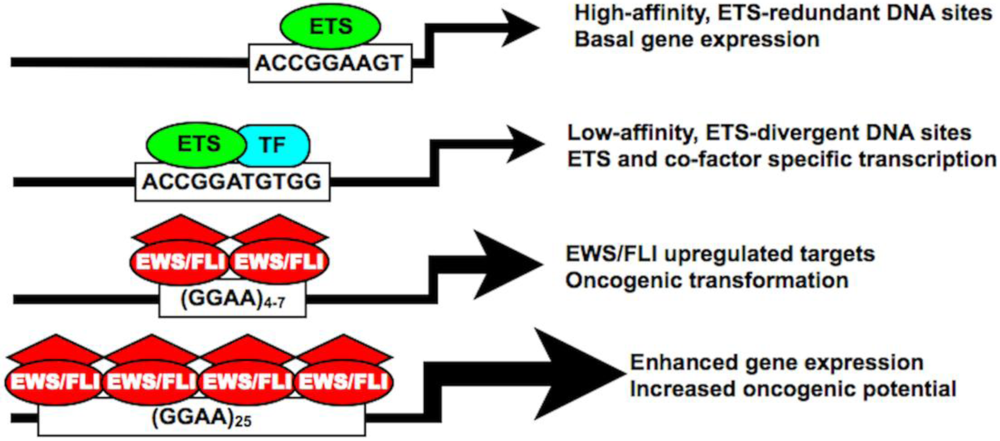 ETS
ACCGGAAGT
High-affinity, ETS-redundant DNA sites
Basal gene expression
ETS TF
ACCGGATGTGG
Low-affinity, ETS-divergent DNA sites
ETS and co-factor specific transcription
EWS/FLI EWS/FLI
(GGAA)4-7
EWS/FLI upregulated targets
Oncogenic transformation
EWS/FLI EWS/FLI EWS/FLI EWS/FLI
(GGAA)25
Enhanced gene expression
Increased oncogenic potential